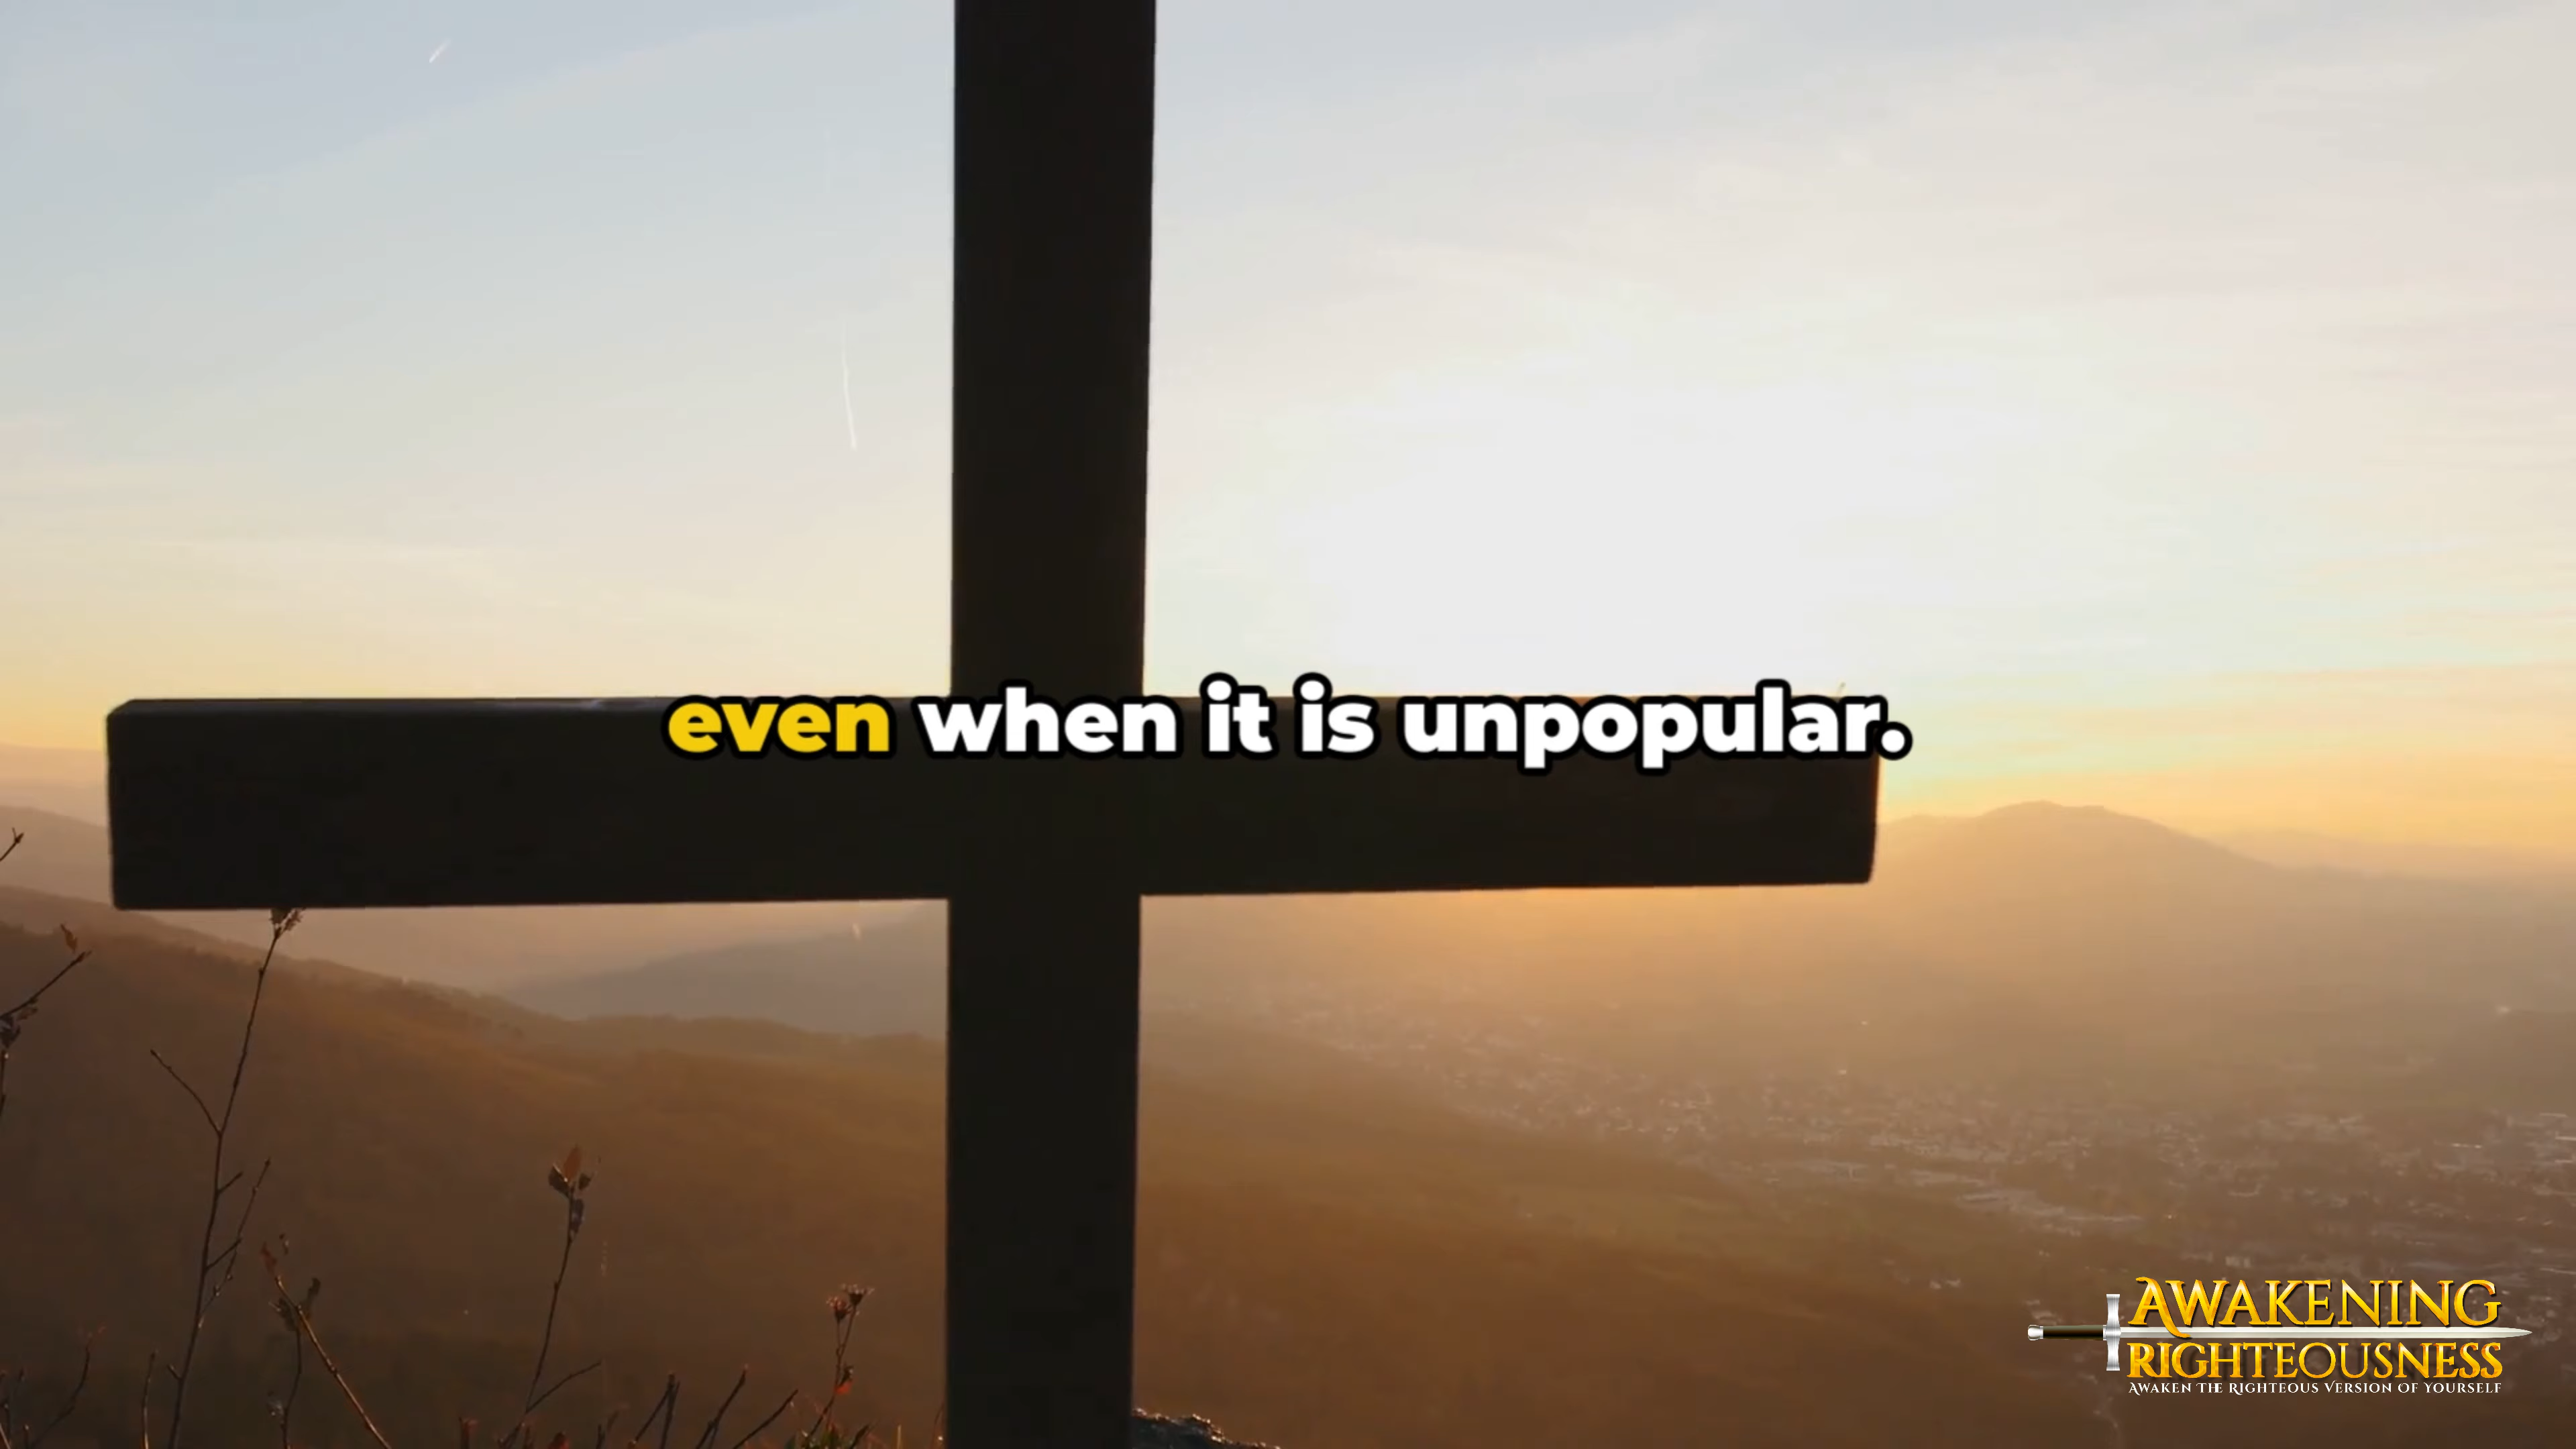 even when it is unpopular.
AWAKENING
RIGHTEOUSNESS
AWAKEN THE RIGHTEOUS VERSION OF YOURSELF